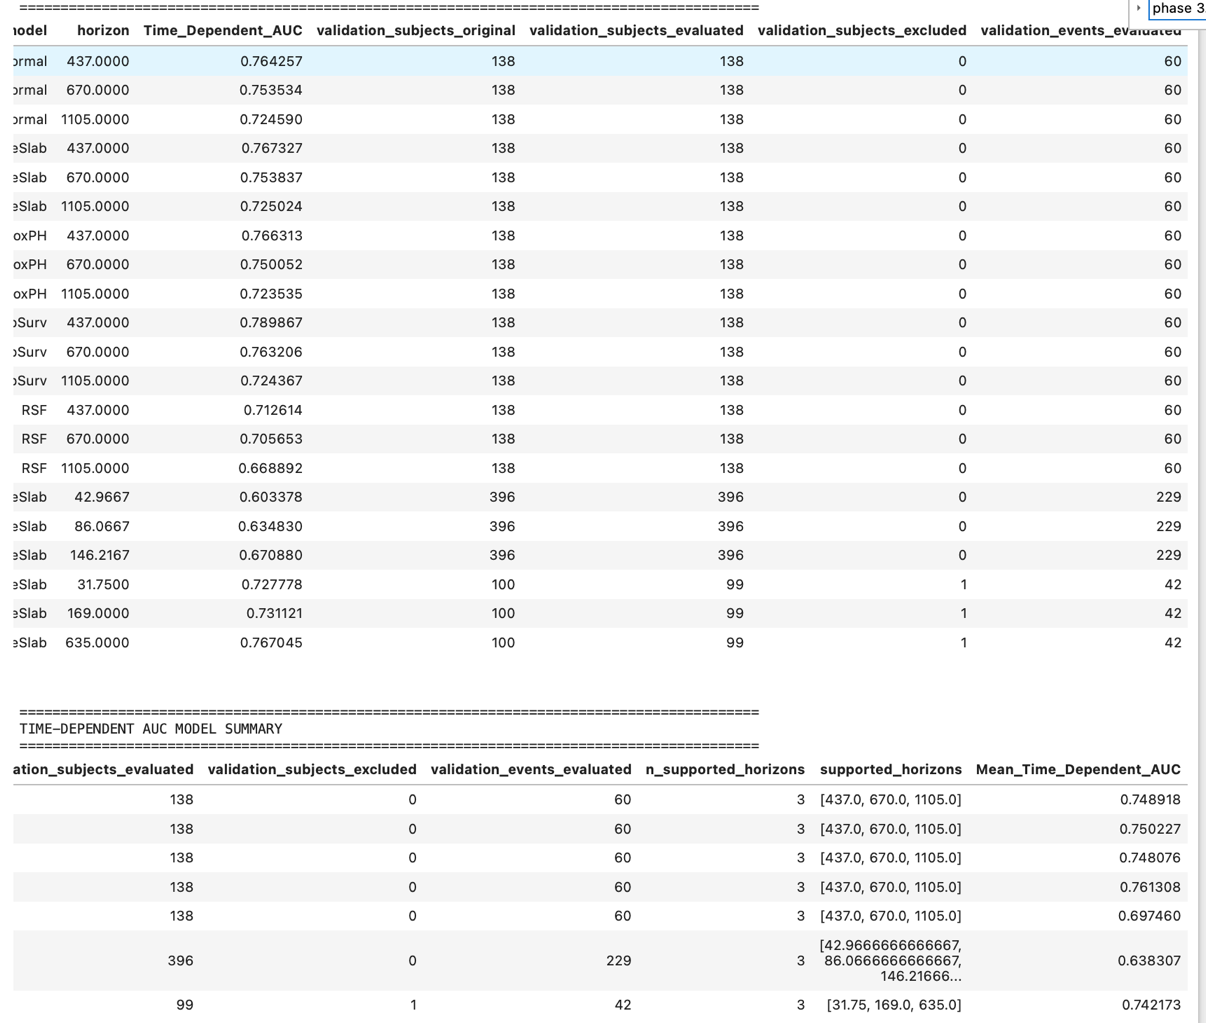 ==========================================================================================
phase 3.
odel horizon Time_Dependent_AUC validation_subjects_original validation_subjects_evaluated validation_subjects_excluded validation_events_evaluated
ormal 437.0000 0.764257 138 138 0 60
ormal 670.0000 0.753534 138 138 0 60
ormal 1105.0000 0.724590 138 138 0 60
eSlab 437.0000 0.767327 138 138 0 60
eSlab 670.0000 0.753837 138 138 0 60
eSlab 1105.0000 0.725024 138 138 0 60
oxPH 437.0000 0.766313 138 138 0 60
oxPH 670.0000 0.750052 138 138 0 60
oxPH 1105.0000 0.723535 138 138 0 60
pSurv 437.0000 0.789867 138 138 0 60
pSurv 670.0000 0.763206 138 138 0 60
pSurv 1105.0000 0.724367 138 138 0 60
RSF 437.0000 0.712614 138 138 0 60
RSF 670.0000 0.705653 138 138 0 60
RSF 1105.0000 0.668892 138 138 0 60
eSlab 42.9667 0.603378 396 396 0 229
eSlab 86.0667 0.634830 396 396 0 229
eSlab 146.2167 0.670880 396 396 0 229
eSlab 31.7500 0.727778 100 99 1 42
eSlab 169.0000 0.731121 100 99 1 42
eSlab 635.0000 0.767045 100 99 1 42
==========================================================================================
TIME-DEPENDENT AUC MODEL SUMMARY
==========================================================================================
ation_subjects_evaluated validation_subjects_excluded validation_events_evaluated n_supported_horizons supported_horizons Mean_Time_Dependent_AUC
138 0 60 3 [437.0, 670.0, 1105.0] 0.748918
138 0 60 3 [437.0, 670.0, 1105.0] 0.750227
138 0 60 3 [437.0, 670.0, 1105.0] 0.748076
138 0 60 3 [437.0, 670.0, 1105.0] 0.761308
138 0 60 3 [437.0, 670.0, 1105.0] 0.697460
[42.9666666666667,
396 0 229 3 86.0666666666667, 0.638307
146.21666...
99 1 42 3 [31.75, 169.0, 635.0] 0.742173